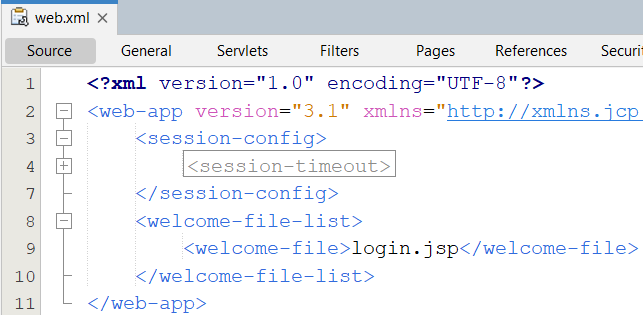 web.xml
Source General Servlets Filters Pages References Securi
1 <?xml version="1.0" encoding="UTF-8"?>
2 <web-app version="3.1" xmlns="http://xmlns.jcp
3 <session-config>
4 <session-timeout>
7 </session-config>
8 <welcome-file-list>
9 <welcome-file>login.jsp</welcome-file>
10 </welcome-file-list>
11 </web-app>